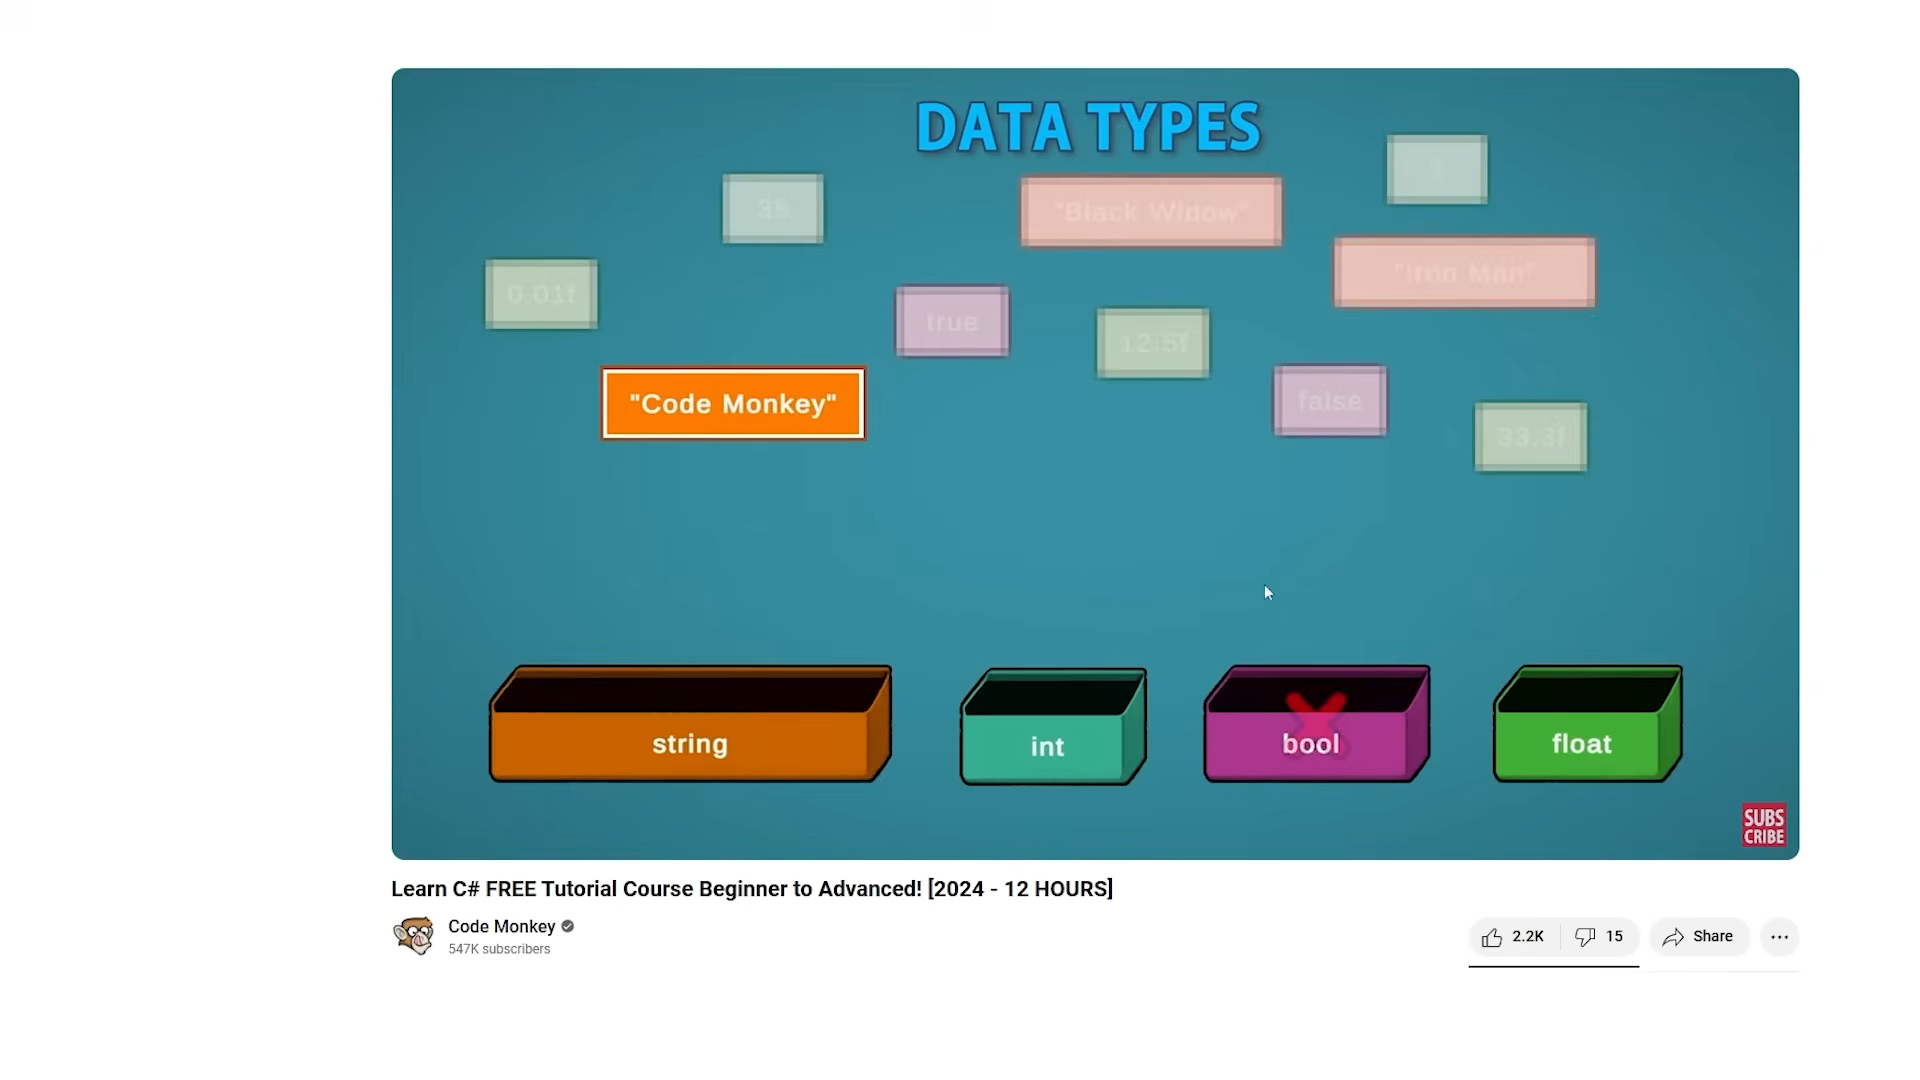 DATA TYPES
35
"Black Widow"
"Iron Man"
0.01f
true
12.5f
"Code Monkey"
false
33.3f
string
int
bool
float
SUBS
CRIBE
Learn C# FREE Tutorial Course Beginner to Advanced! [2024 - 12 HOURS]
Code Monkey
547K subscribers
2.2K
15
Share